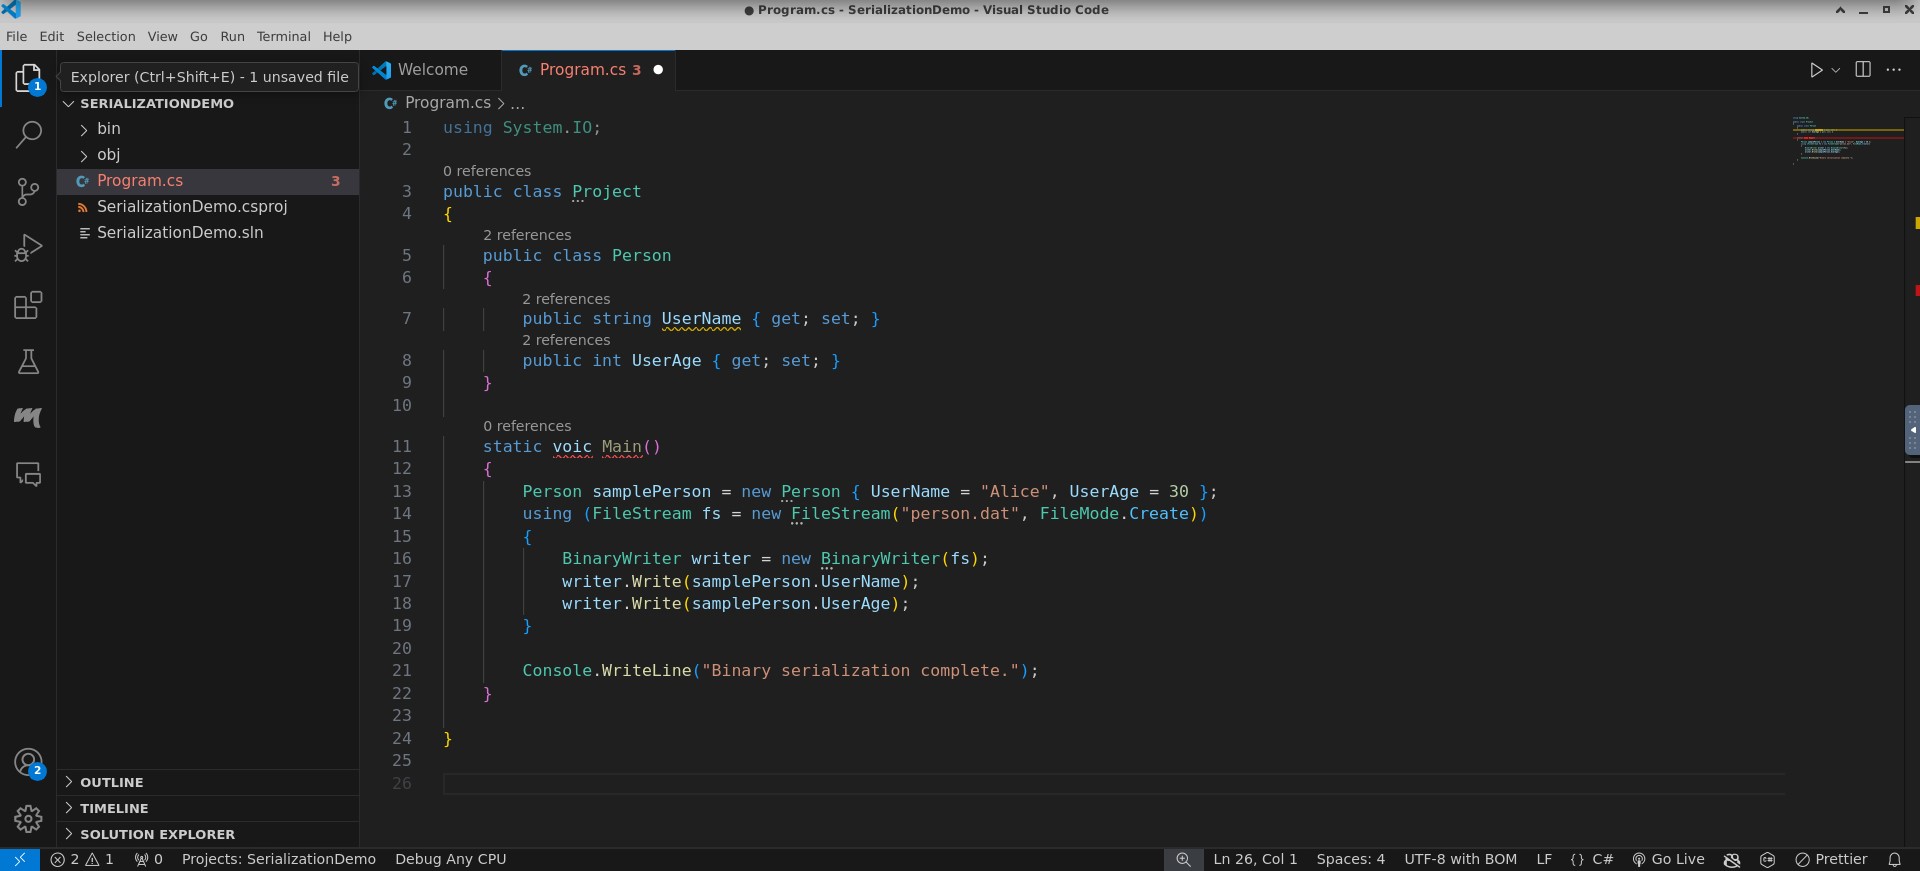 ● Program.cs - SerializationDemo - Visual Studio Code
File Edit Selection View Go Run Terminal Help
1
Explorer (Ctrl+Shift+E) - 1 unsaved file
SERIALIZATIONDEMO
bin
obj
Program.cs 3
SerializationDemo.csproj
SerializationDemo.sln
2
OUTLINE
TIMELINE
SOLUTION EXPLORER
Welcome Program.cs 3 ●
Program.cs > ...
1 using System.IO;
2
0 references
3 public class Project
4 {
2 references
5 public class Person
6 {
2 references
7 public string UserName { get; set; }
2 references
8 public int UserAge { get; set; }
9 }
10
0 references
11 static voic Main()
12 {
13 Person samplePerson = new Person { UserName = "Alice", UserAge = 30 };
14 using (FileStream fs = new FileStream("person.dat", FileMode.Create))
15 {
16 BinaryWriter writer = new BinaryWriter(fs);
17 writer.Write(samplePerson.UserName);
18 writer.Write(samplePerson.UserAge);
19 }
20
21 Console.WriteLine("Binary serialization complete.");
22 }
23
24 }
25
26
2 1 0 Projects: SerializationDemo Debug Any CPU Ln 26, Col 1 Spaces: 4 UTF-8 with BOM LF {} C# Go Live Prettier